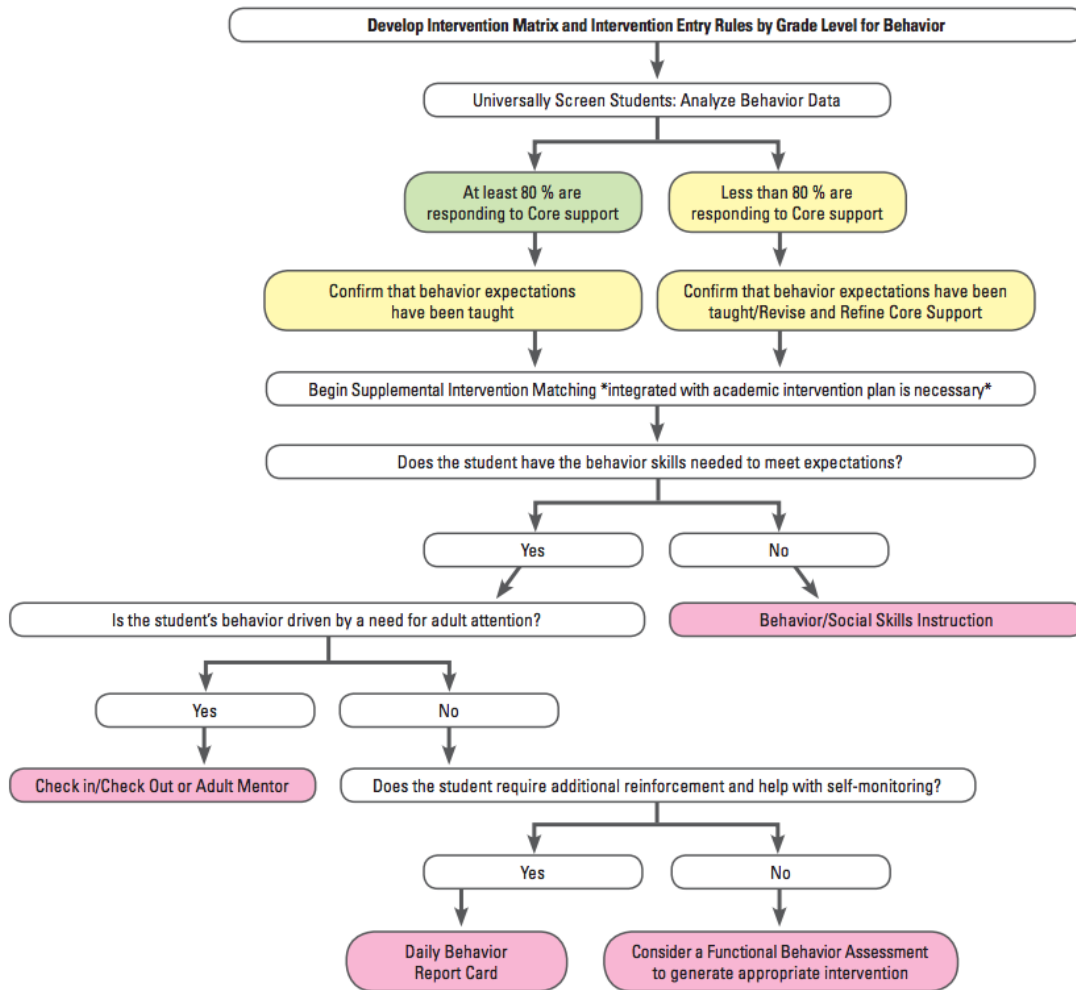 Develop Intervention Matrix and Intervention Entry Rules by Grade Level for Behavior
Universally Screen Students: Analyze Behavior Data
At least 80 % are
responding to Core support
Less than 80 % are
responding to Core support
Confirm that behavior expectations
have been taught
Confirm that behavior expectations have been
taught/Revise and Refine Core Support
Begin Supplemental Intervention Matching *integrated with academic intervention plan is necessary*
Does the student have the behavior skills needed to meet expectations?
Yes
No
Is the student's behavior driven by a need for adult attention?
Behavior/Social Skills Instruction
Yes
No
Check in/Check Out or Adult Mentor
Does the student require additional reinforcement and help with self-monitoring?
Yes
No
Daily Behavior
Report Card
Consider a Functional Behavior Assessment
to generate appropriate intervention